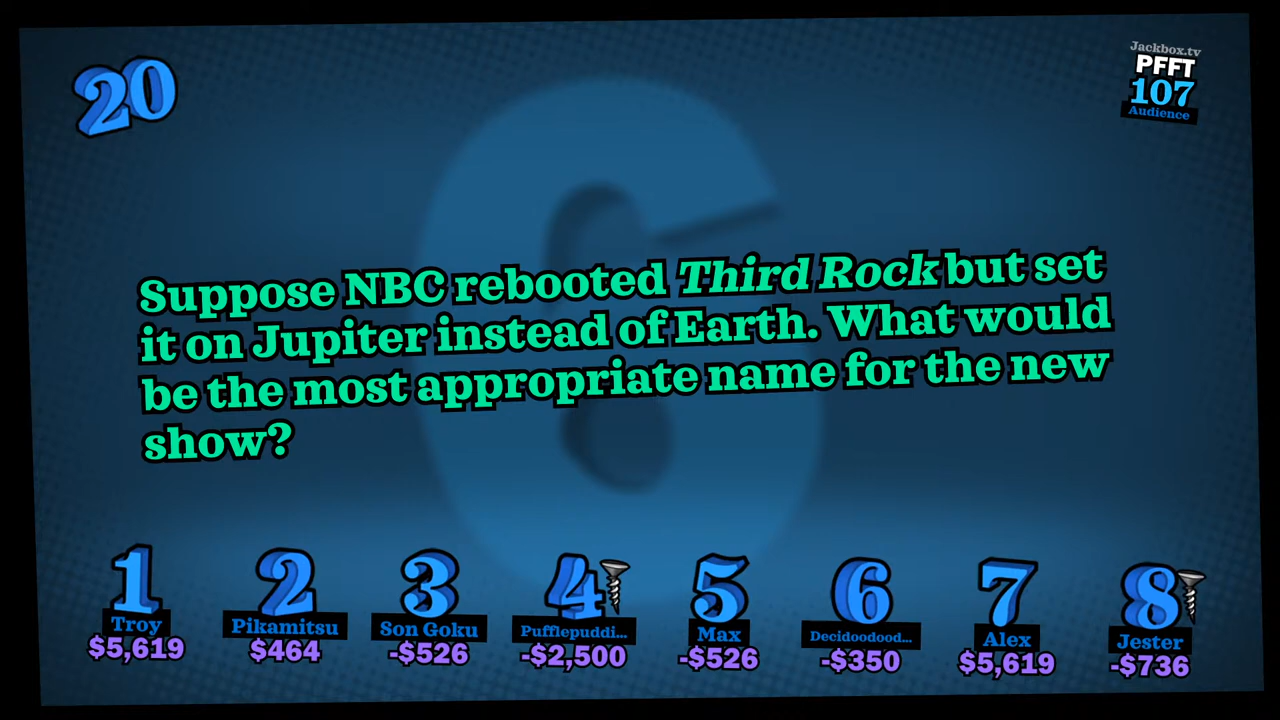 20
Jackbox.tv
PFFT
107
Audience
Suppose NBC rebooted Third Rock but set
it on Jupiter instead of Earth. What would
be the most appropriate name for the new
show?
6
1 2 3 4 5 6 7 8
Troy Pikamitsu Son Goku Pufflepuddi... Max Decidoodood... Alex Jester
$5,619 $464 -$526 -$2,500 -$526 -$350 $5,619 -$736